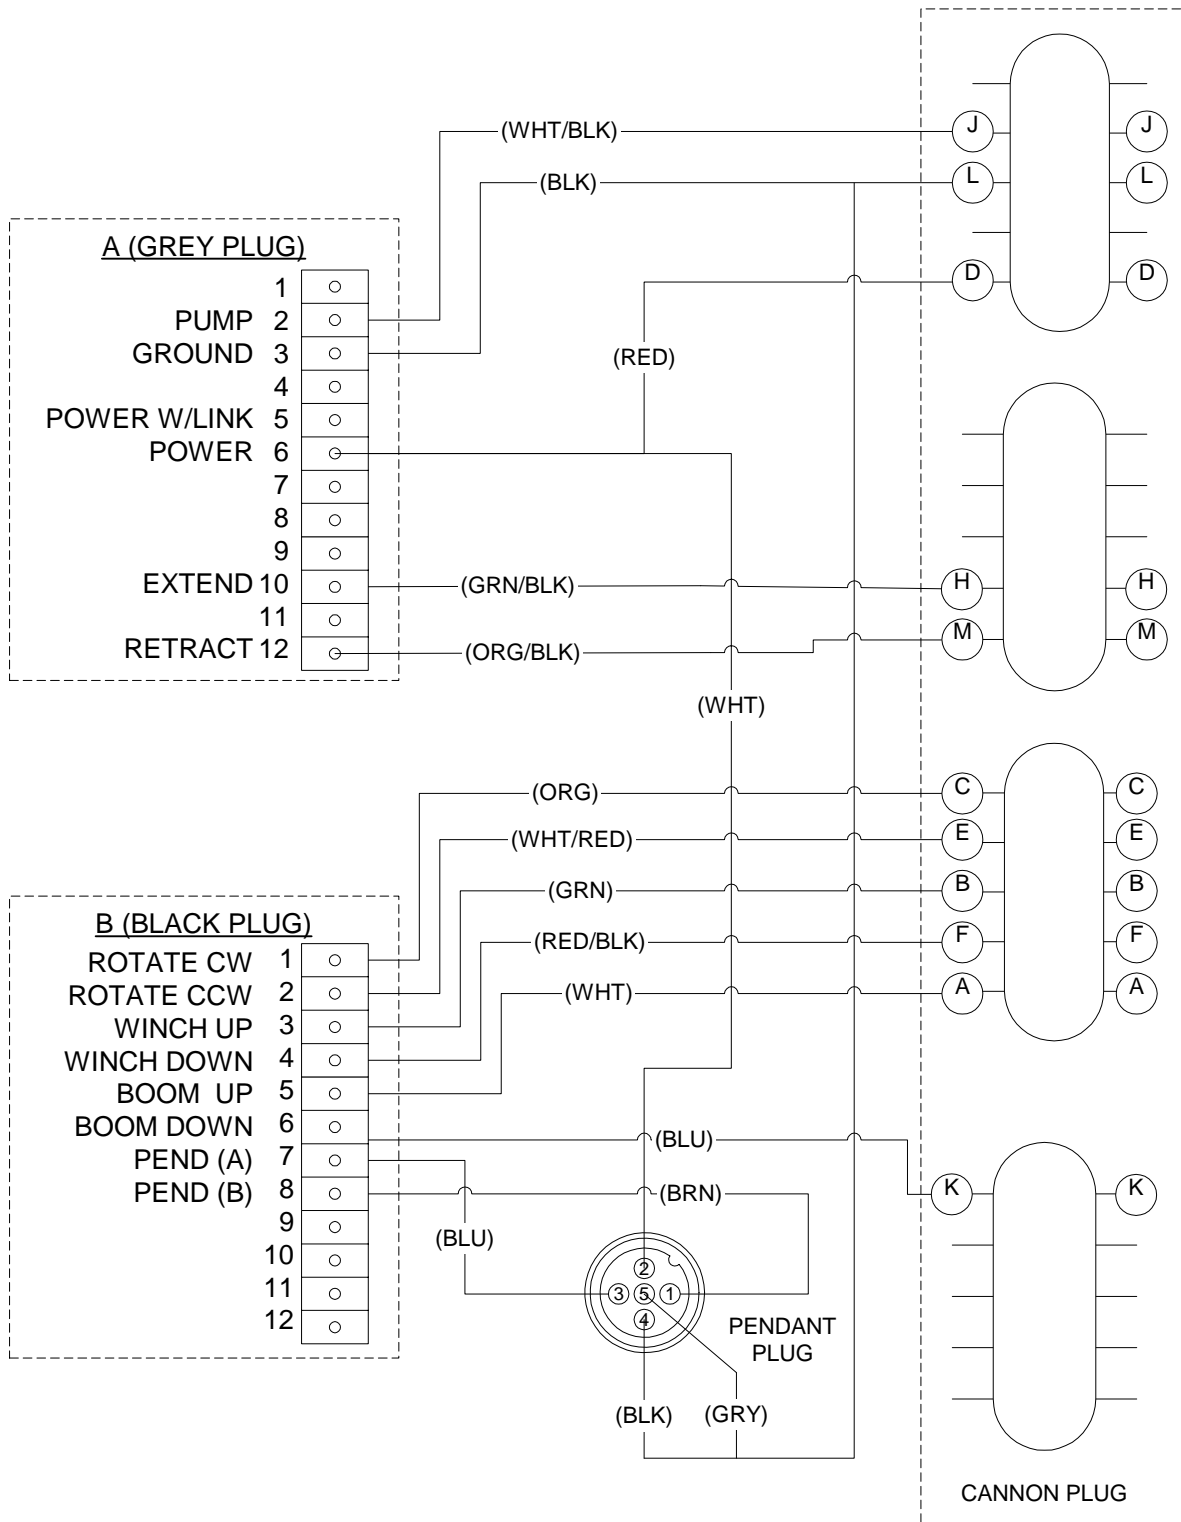 (WHT/BLK)
J J
(BLK)
L L
A (GREY PLUG)
D D
1
PUMP 2
GROUND 3
(RED)
4
POWER W/LINK 5
POWER 6
7
8
9
EXTEND 10
(GRN/BLK)
H H
11
RETRACT 12
(ORG/BLK)
M M
(WHT)
(ORG)
C C
(WHT/RED)
E E
(GRN)
B B
B (BLACK PLUG)
(RED/BLK)
F F
ROTATE CW 1
ROTATE CCW 2
(WHT)
A A
WINCH UP 3
WINCH DOWN 4
BOOM UP 5
BOOM DOWN 6
(BLU)
PEND (A) 7
PEND (B) 8
(BRN)
K K
9
(BLU)
10
11
12
2
3 5 1
4
PENDANT
PLUG
(BLK) (GRY)
CANNON PLUG